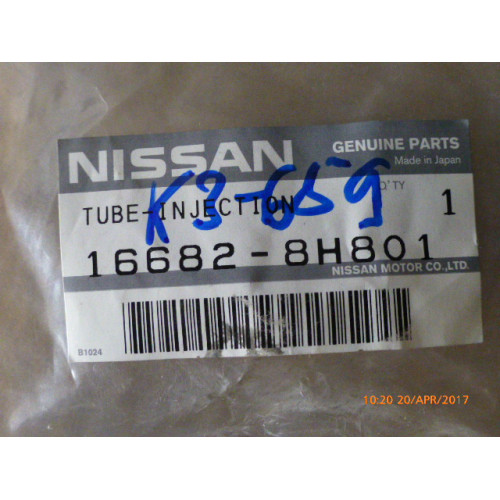 NISSAN
GENUINE PARTS
Made in Japan
Q'TY
K3-659
TUBE-INJECTION
1
16682-8H801
NISSAN MOTOR CO.,LTD.
B1024
10:20 20/APR/2017